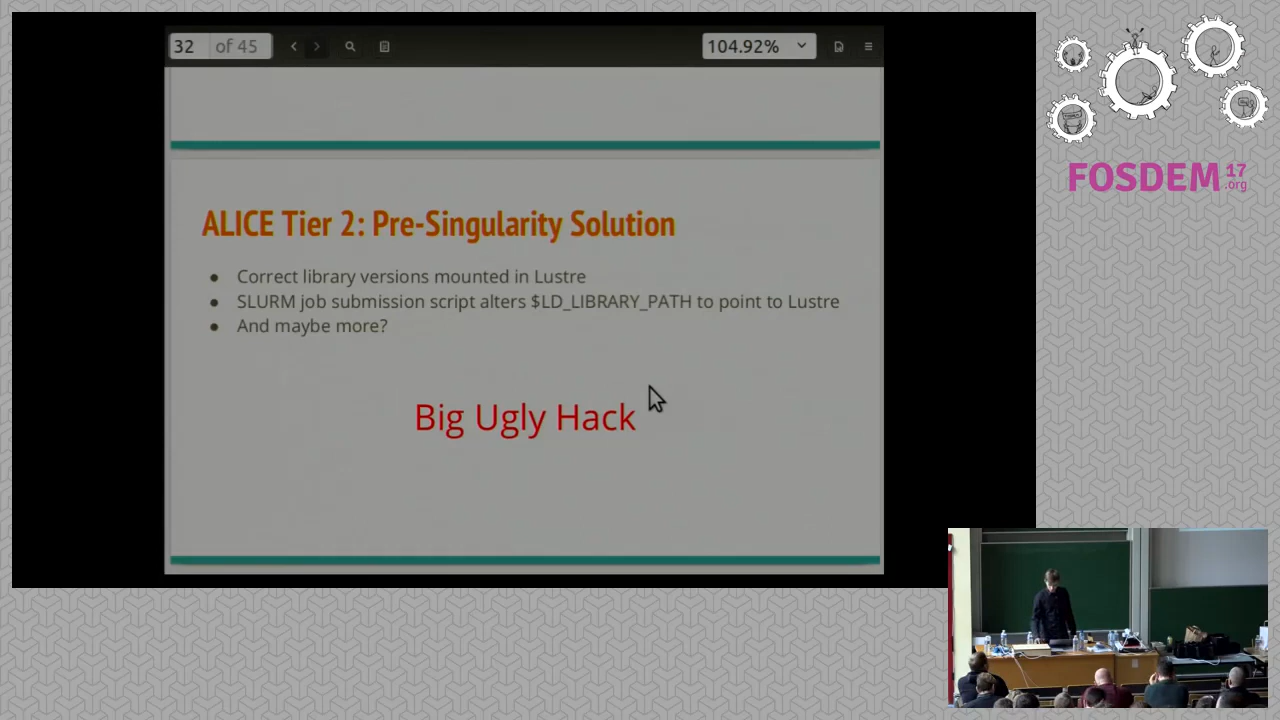 32 of 45
104.92%
FOSDEM 17 .org
ALICE Tier 2: Pre-Singularity Solution
● Correct library versions mounted in Lustre
● SLURM job submission script alters $LD_LIBRARY_PATH to point to Lustre
● And maybe more?
Big Ugly Hack